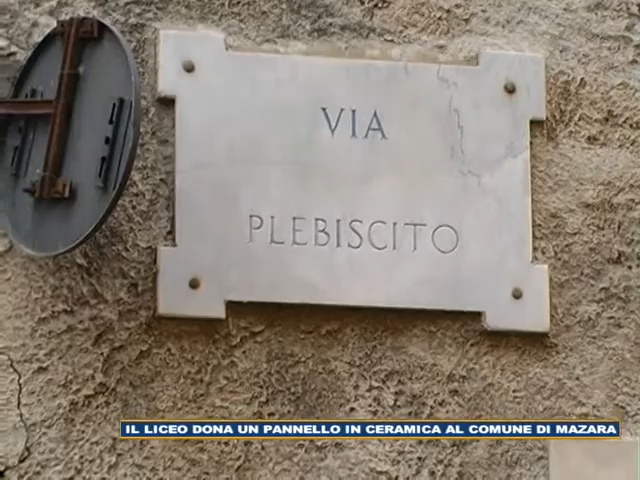 VIA
PLEBISCITO
IL LICEO DONA UN PANNELLO IN CERAMICA AL COMUNE DI MAZARA